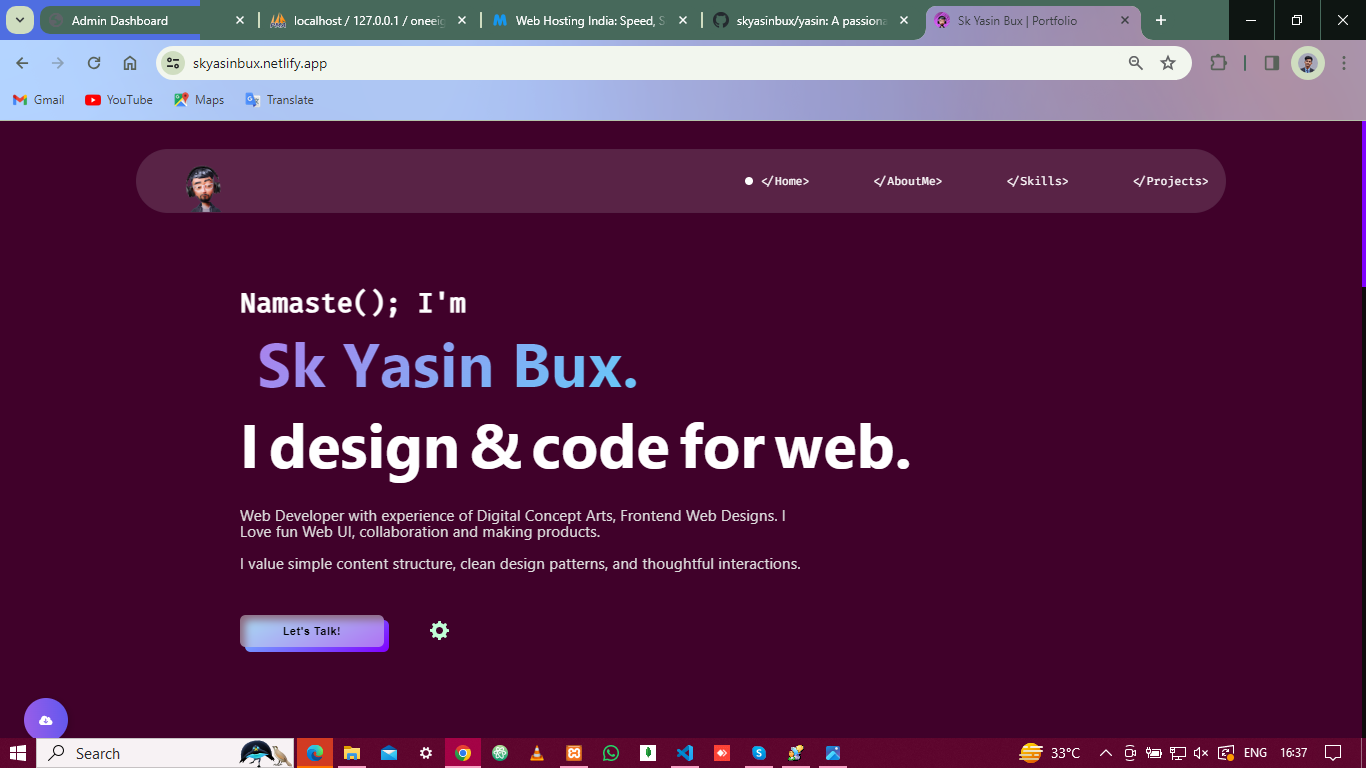 Admin Dashboard
localhost / 127.0.0.1 / oneeig
Web Hosting India: Speed, S
skyasinbux/yasin: A passiona
Sk Yasin Bux | Portfolio
skyasinbux.netlify.app
Gmail
YouTube
Maps
Translate
</Home>
</AboutMe>
</Skills>
</Projects>
Namaste(); I'm
Sk Yasin Bux.
I design & code for web.
Web Developer with experience of Digital Concept Arts, Frontend Web Designs. I
Love fun Web UI, collaboration and making products.
I value simple content structure, clean design patterns, and thoughtful interactions.
Let's Talk!
Search
33°C
ENG
16:37